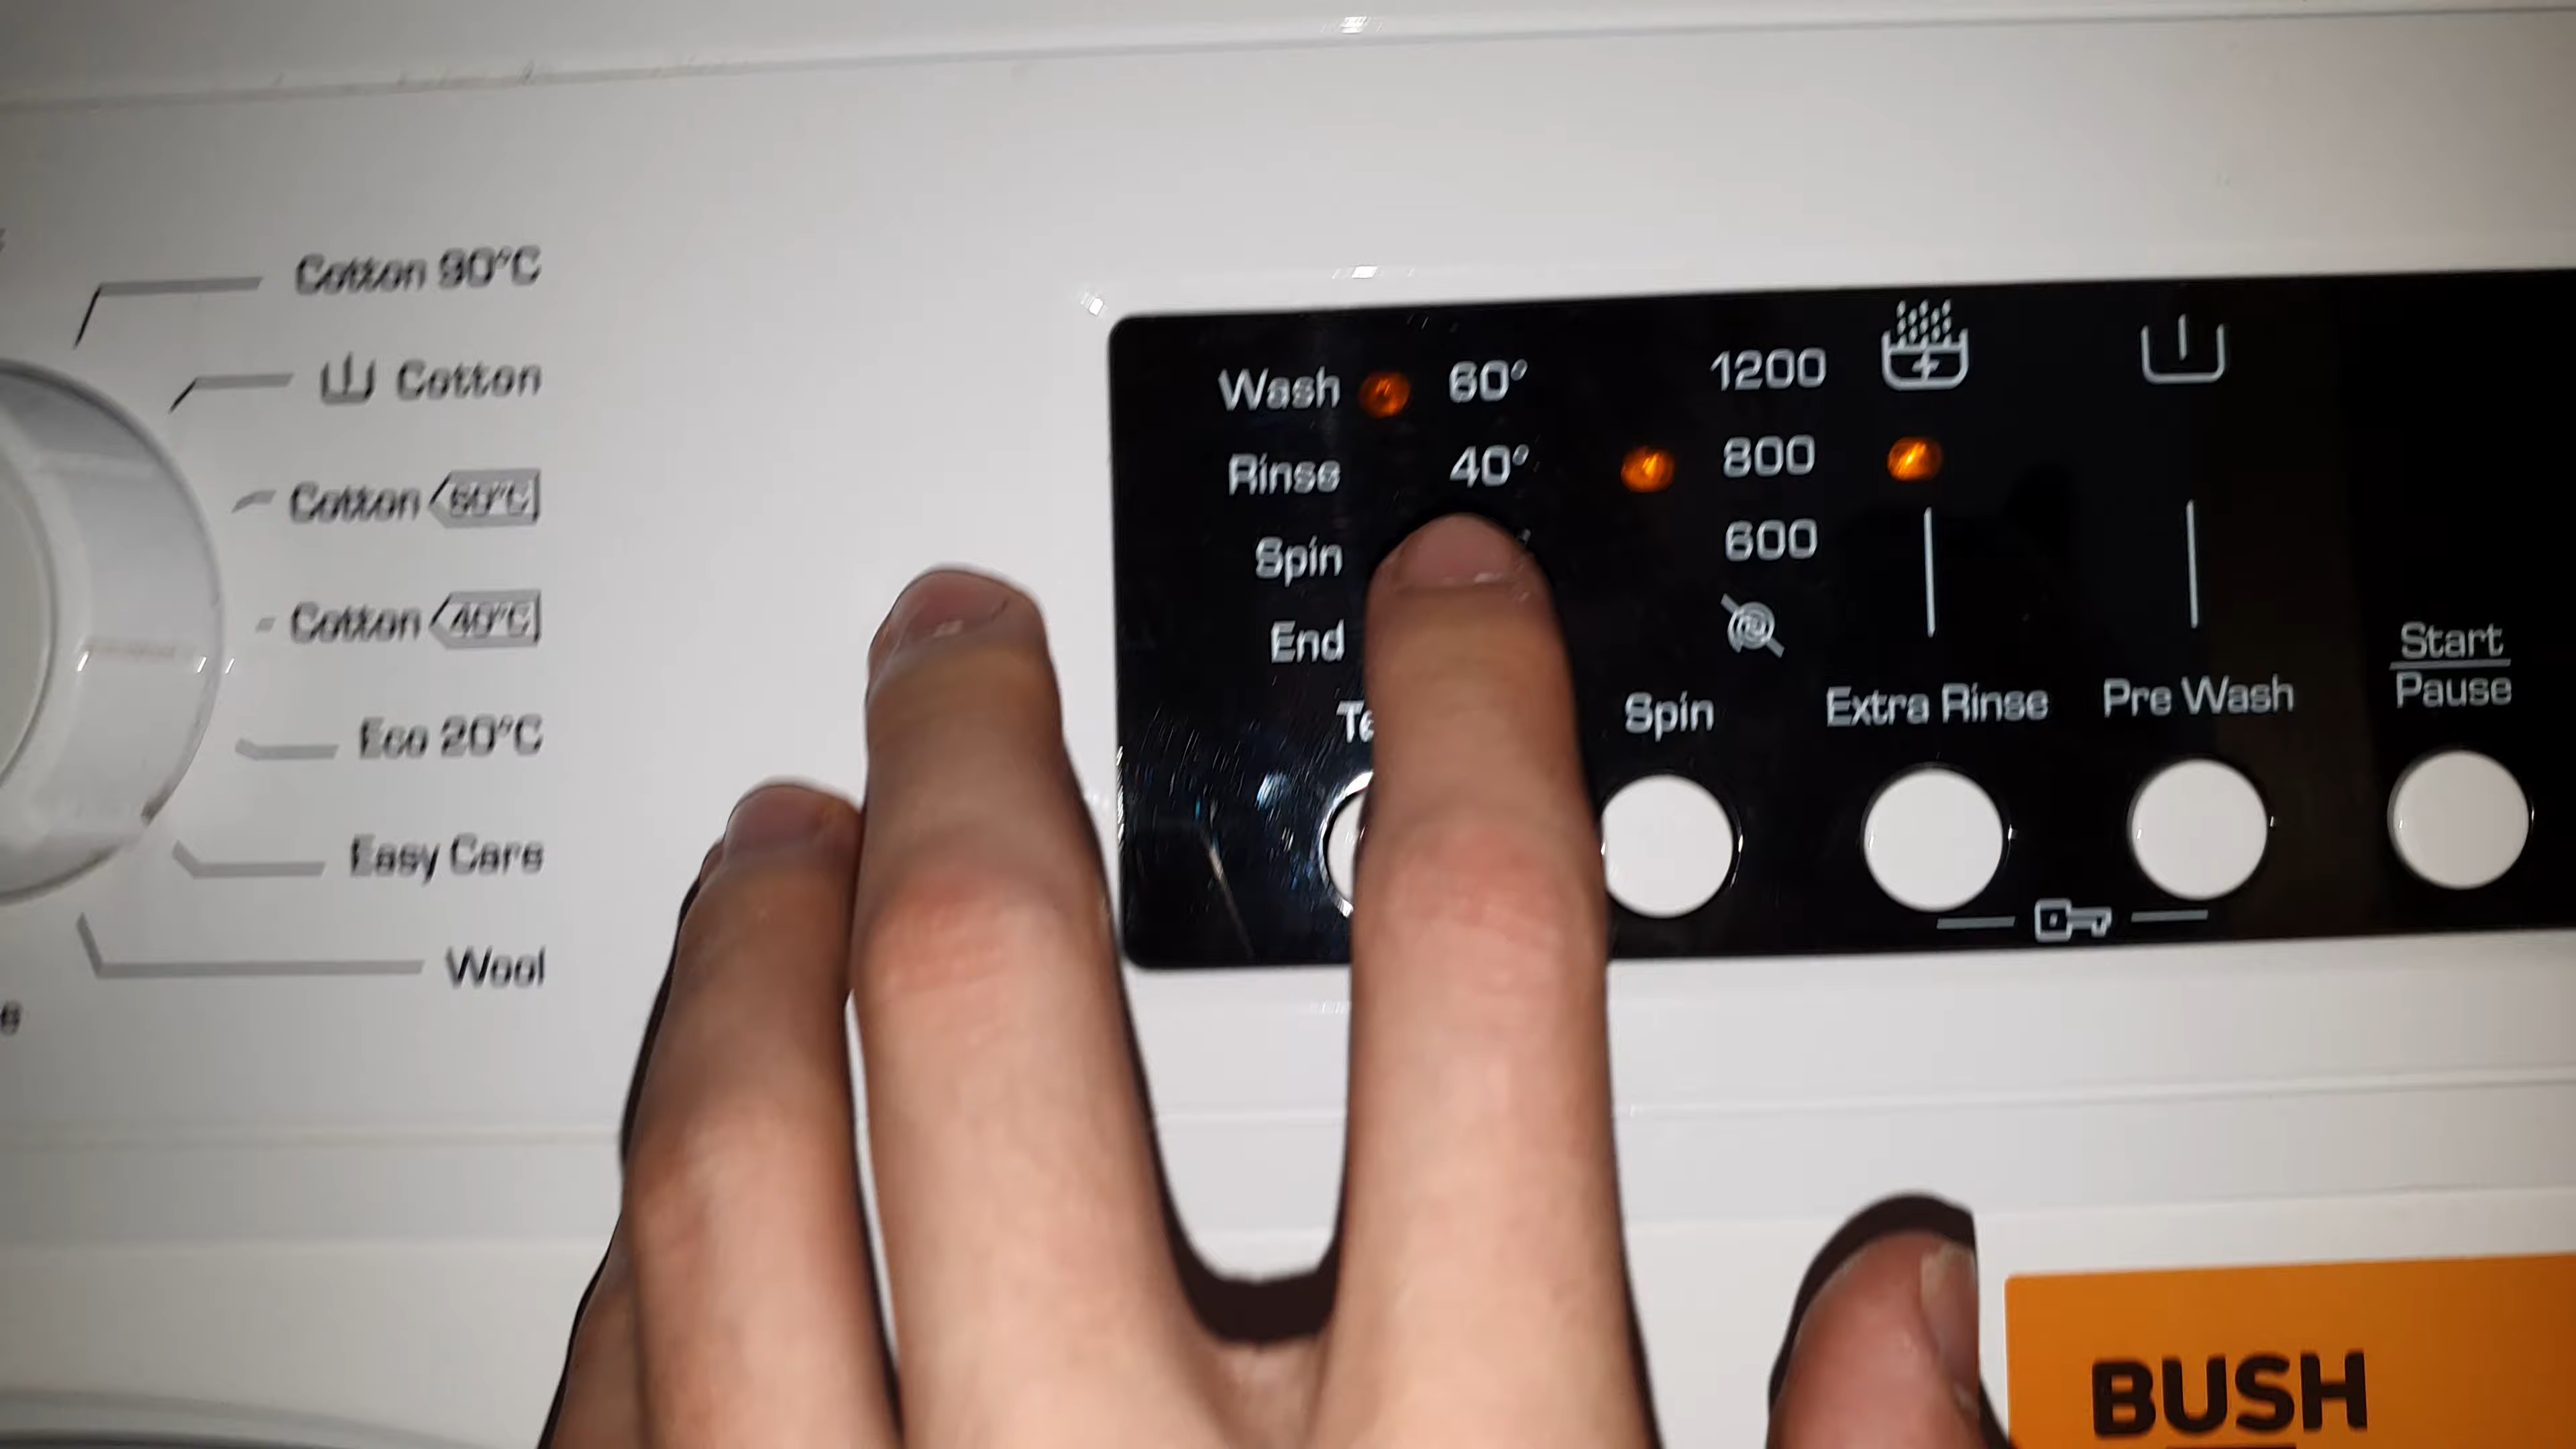 Cotton 90°C
Cotton
Cotton 60°C
Cotton 40°C
Eco 20°C
Easy Care
Wool
Wash
Rinse
Spin
End
60°
40°
1200
800
600
Spin
Extra Rinse
Pre Wash
Start
Pause
BUSH